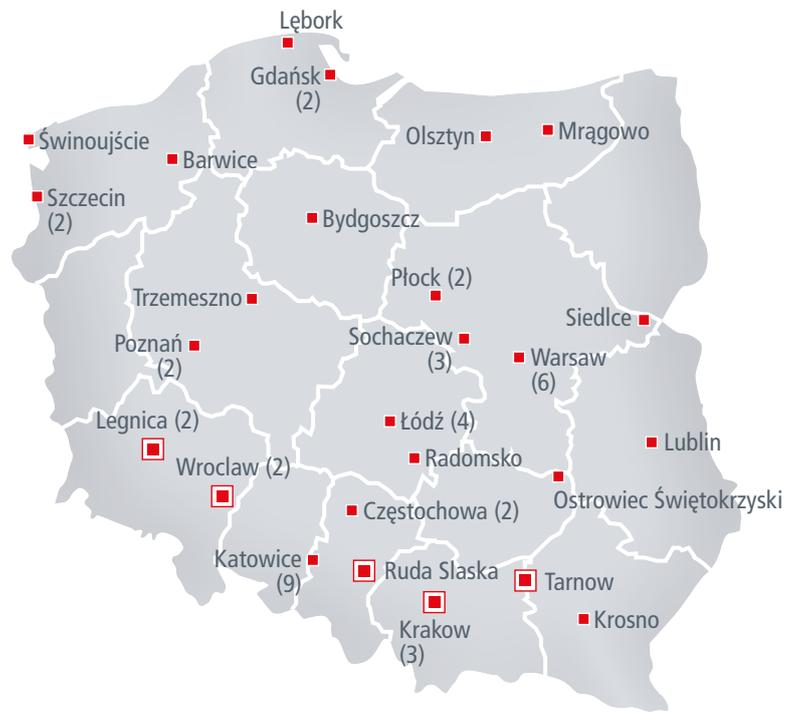 Lębork
Gdańsk
(2)
Olsztyn
Mrągowo
Świnoujście
Barwice
Szczecin
(2)
Bydgoszcz
Płock (2)
Trzemeszno
Siedlce
Sochaczew
(3)
Poznań
(2)
Warsaw
(6)
Legnica (2)
Łódź (4)
Lublin
Wroclaw (2)
Radomsko
Ostrowiec Świętokrzyski
Częstochowa (2)
Katowice
(9)
Ruda Slaska
Tarnow
Krakow
(3)
Krosno